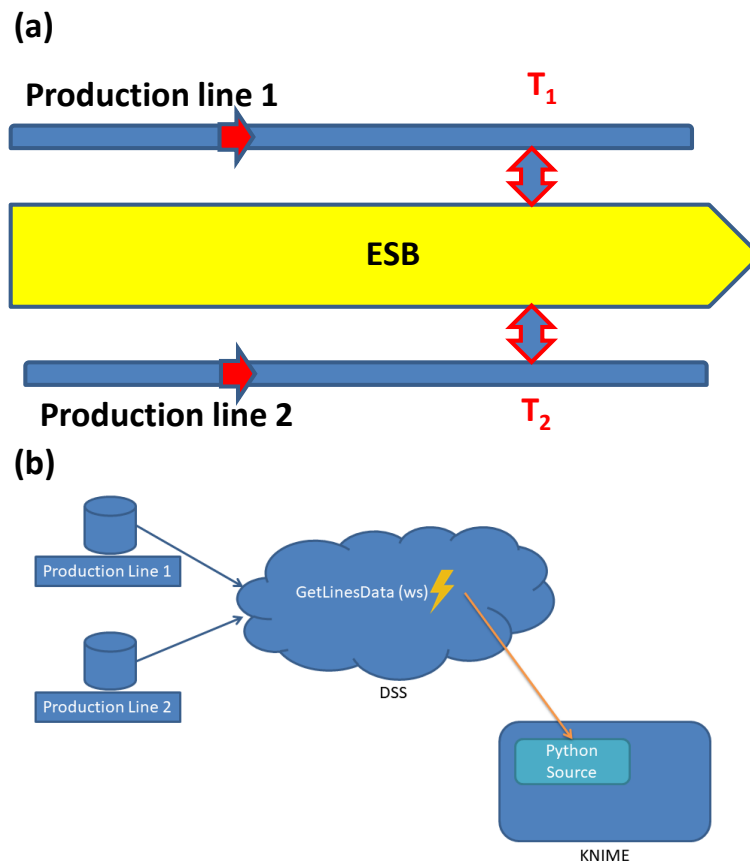 (a)
Production line 1
T₁
ESB
Production line 2
T₂
(b)
Production Line 1
GetLinesData (ws)
Production Line 2
DSS
Python
Source
KNIME